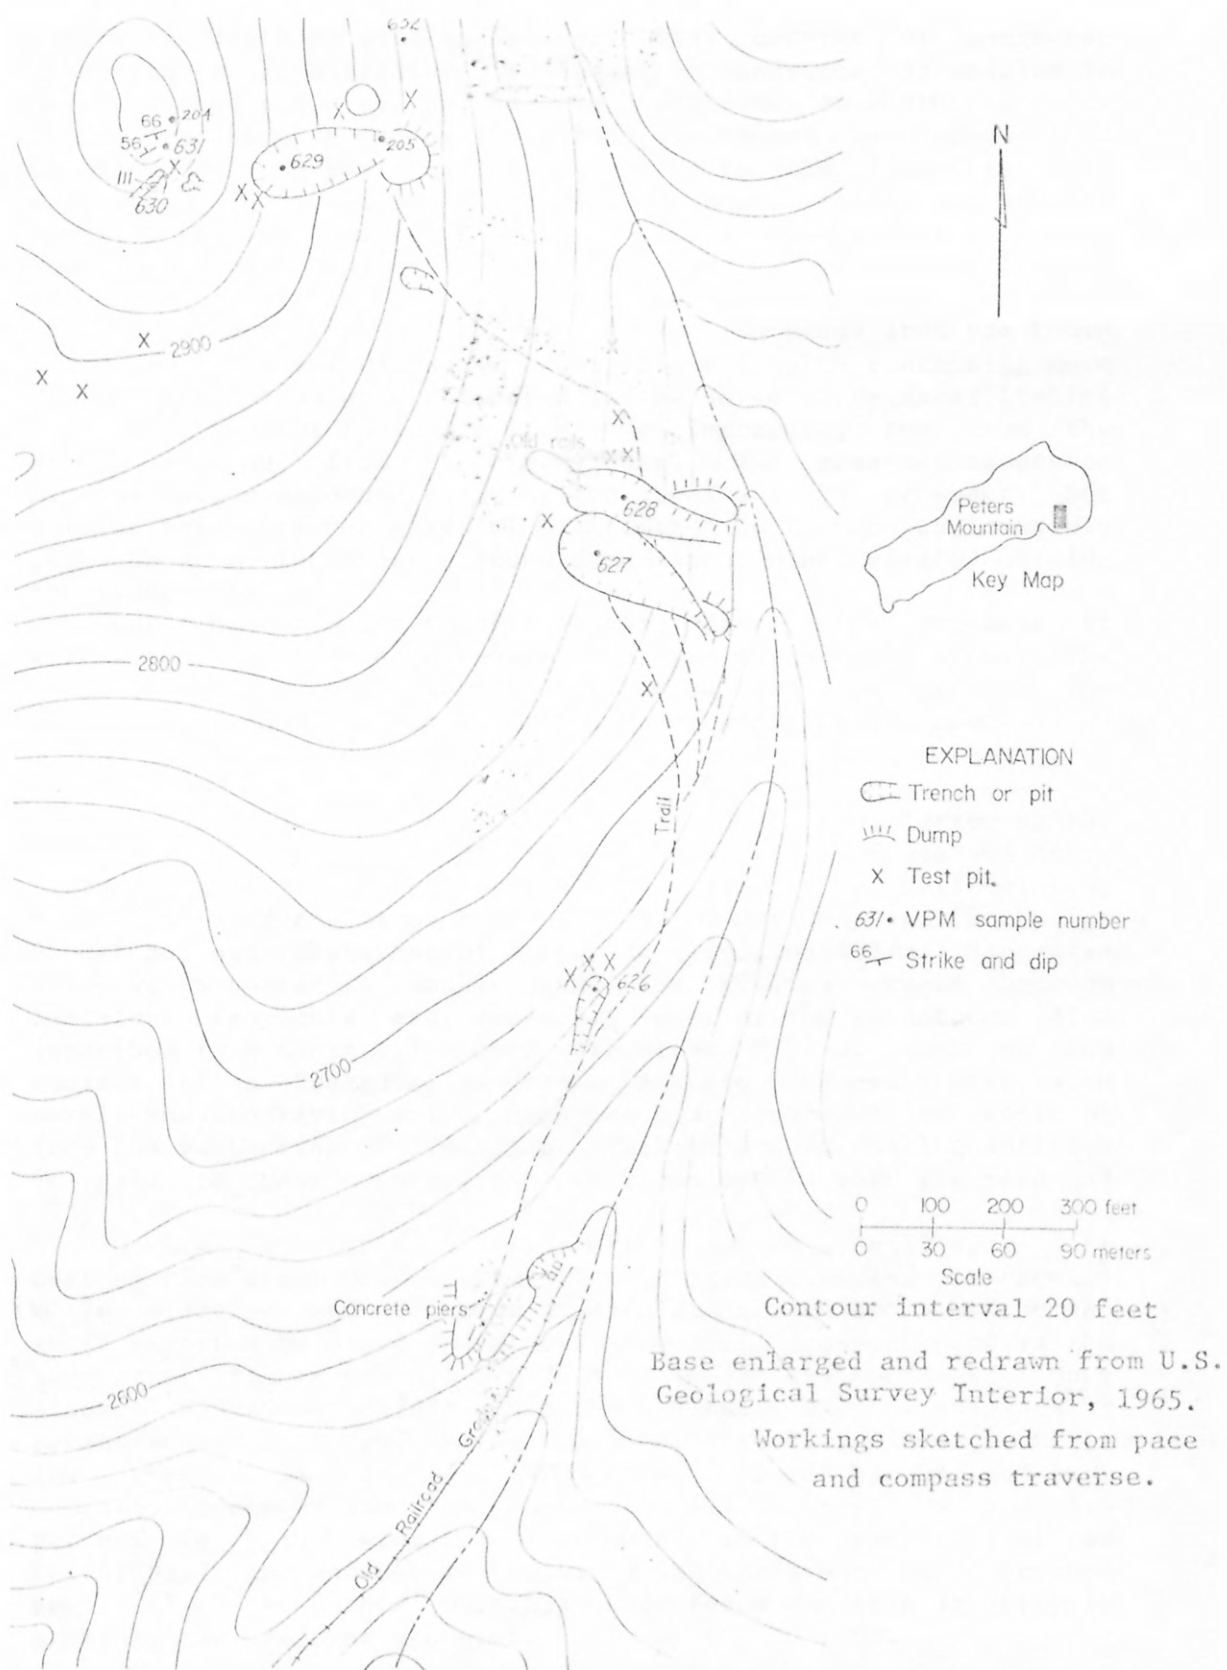 632
X
X
66
204
56
631
X
205
629
111
630
X
X
N
X
2900
X
X
X
X
Old rails
X X
628
X
627
Peters
Mountain
Key Map
2800
X
EXPLANATION
Trench or pit
Trail
Dump
X Test pit.
631• VPM sample number
66 Strike and dip
X X X
626
2700
0 100 200 300 feet
0 30 60 90 meters
Scale
Concrete piers
Contour interval 20 feet
Base enlarged and redrawn from U.S.
Geological Survey Interior, 1965.
2600
Workings sketched from pace
and compass traverse.
Old Railroad Grade